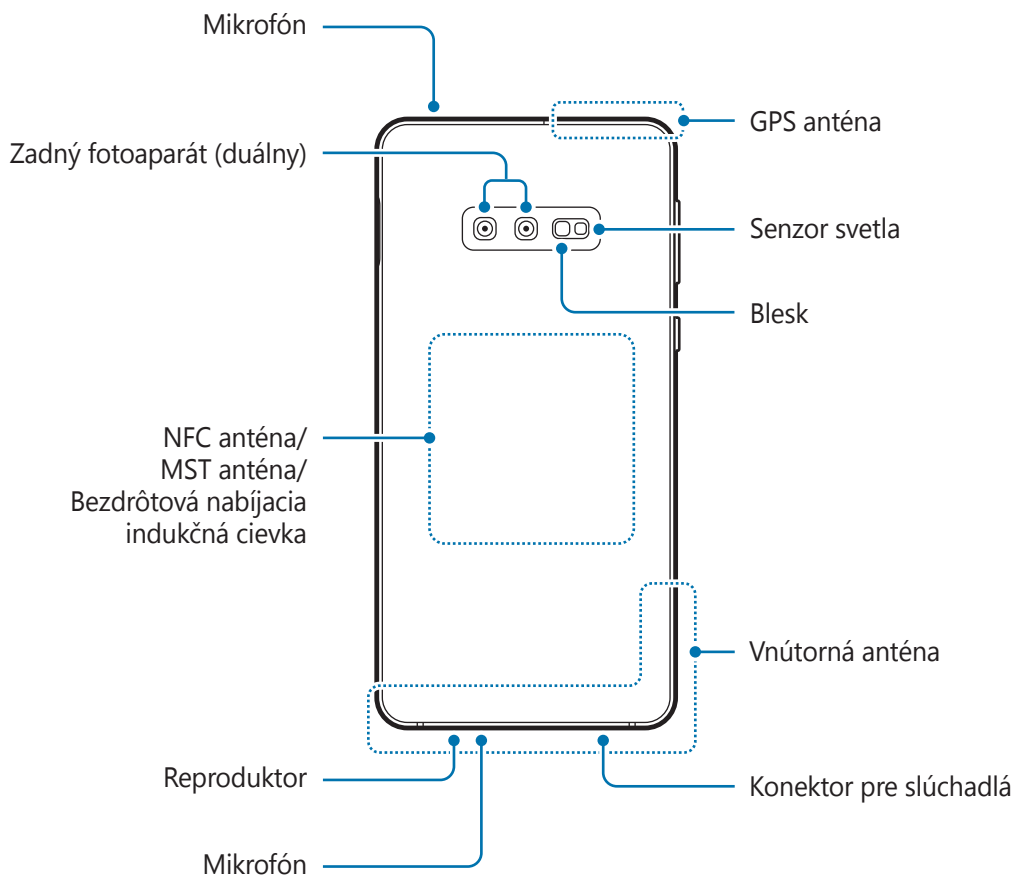 Mikrofón
GPS anténa
Zadný fotoaparát (duálny)
Senzor svetla
Blesk
NFC anténa/
MST anténa/
Bezdrôtová nabíjacia
indukčná cievka
Vnútorná anténa
Reproduktor
Konektor pre slúchadlá
Mikrofón